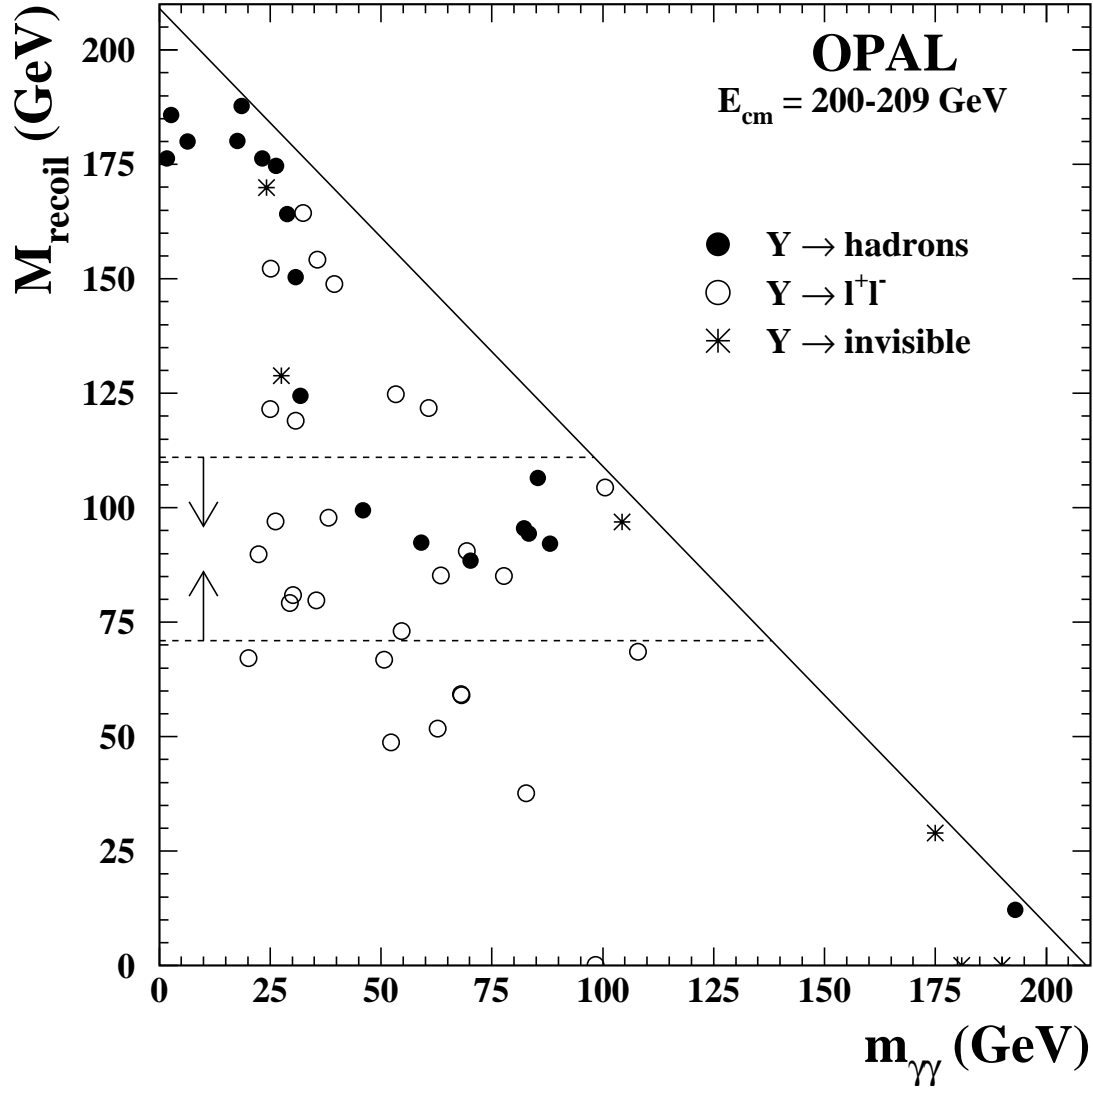 OPAL
E_cm = 200-209 GeV
Y → hadrons
Y → l⁺l⁻
Y → invisible
M_recoil (GeV)
200
175
150
125
100
75
50
25
0
0 25 50 75 100 125 150 175 200
m_γγ (GeV)